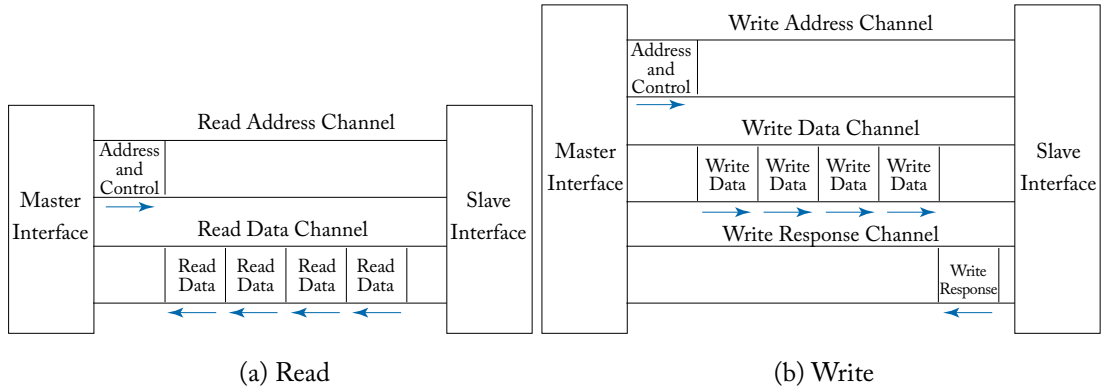 Read Address Channel
Address
and
Control
Master
Interface
Slave
Interface
Read Data Channel
Read Data
Read Data
Read Data
Read Data
(a) Read
Write Address Channel
Address
and
Control
Write Data Channel
Master
Interface
Slave
Interface
Write Data
Write Data
Write Data
Write Data
Write Response Channel
Write
Response
(b) Write